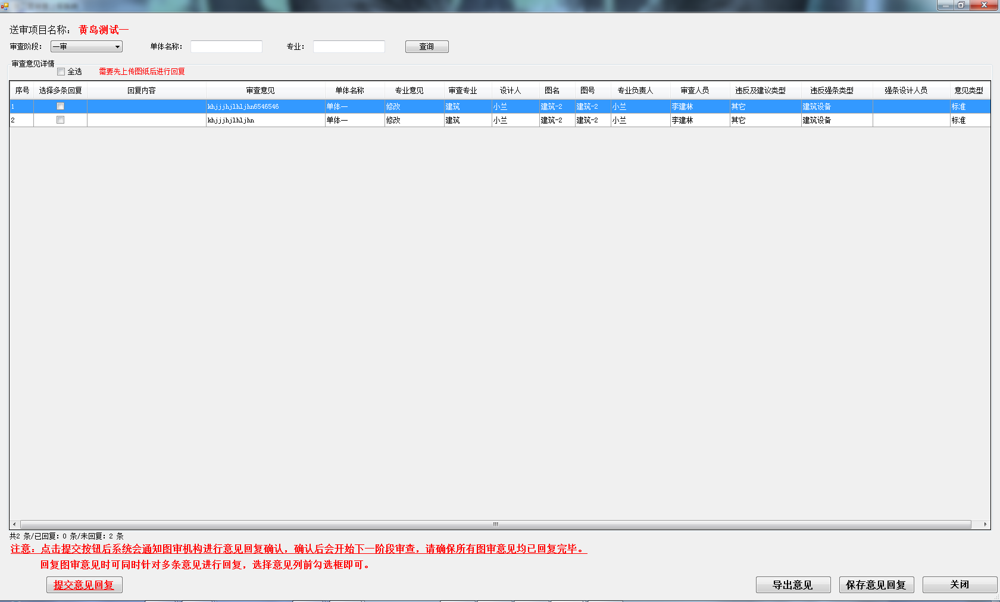 送审项目名称： 黄岛测试一
审查阶段： 一审 单体名称： 专业： 查询
审查意见详情
全选 需要先上传图纸后进行回复
序号 选择多条回复 回复内容 审查意见 单体名称 专业意见 审查专业 设计人 图名 图号 专业负责人 审查人员 违反及建议类型 违反强条类型 强条设计人员 意见类型
1 khjjjhjlhljhn6546546 单体一 修改 建筑 小兰 建筑-2 建筑-2 小兰 李建林 其它 建筑设备 标准
2 khjjjhjlhljhn 单体一 修改 建筑 小兰 建筑-2 建筑-2 小兰 李建林 其它 建筑设备 标准
共2 条/已回复：0 条/未回复：2 条
注意：点击提交按钮后系统会通知图审机构进行意见回复确认，确认后会开始下一阶段审查，请确保所有图审意见均已回复完毕。
回复图审意见时可同时针对多条意见进行回复，选择意见列前勾选框即可。
提交意见回复 导出意见 保存意见回复 关闭